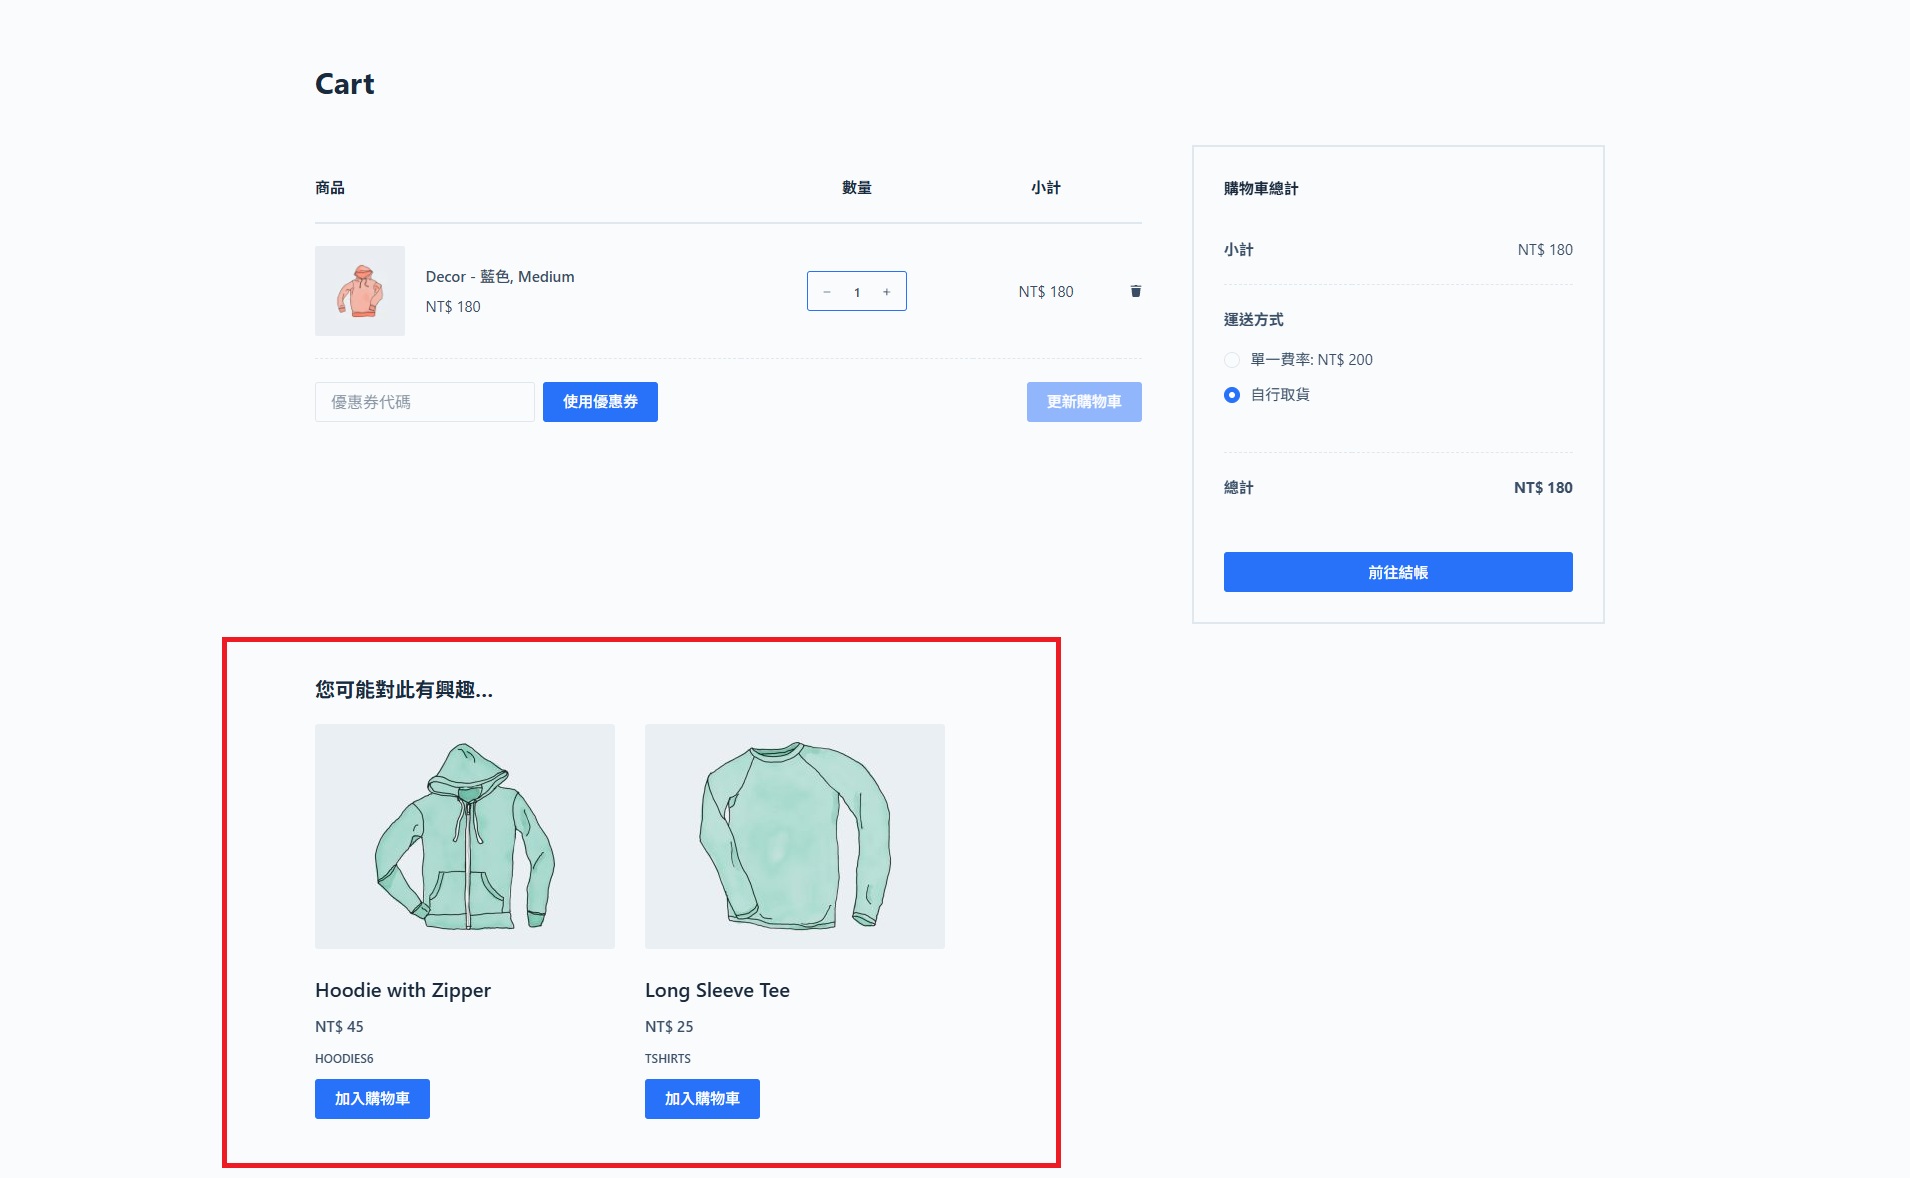 Cart
商品 數量 小計
Decor - 藍色, Medium
NT$ 180
− 1 +
NT$ 180
優惠券代碼 使用優惠券 更新購物車
購物車總計
小計 NT$ 180
運送方式
單一費率: NT$ 200
自行取貨
總計 NT$ 180
前往結帳
您可能對此有興趣...
Hoodie with Zipper
NT$ 45
HOODIES6
加入購物車
Long Sleeve Tee
NT$ 25
TSHIRTS
加入購物車